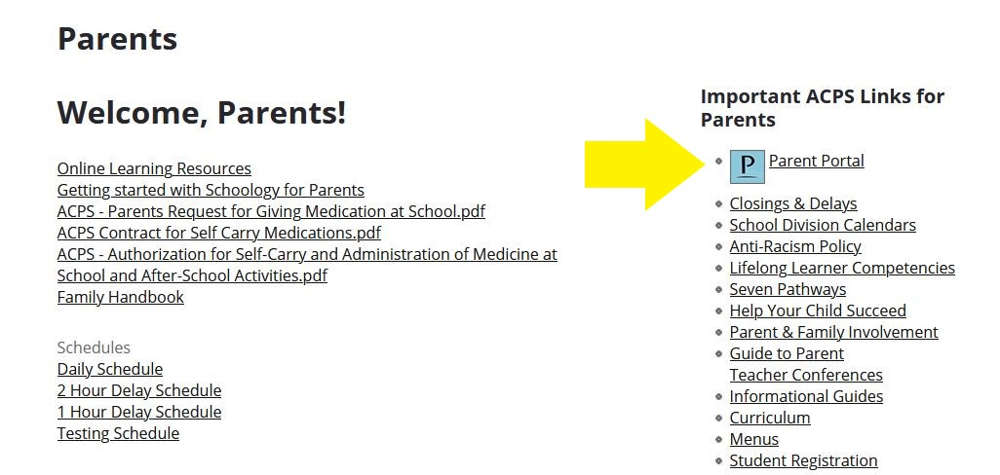 Parents
Welcome, Parents!
Online Learning Resources
Getting started with Schoology for Parents
ACPS - Parents Request for Giving Medication at School.pdf
ACPS Contract for Self Carry Medications.pdf
ACPS - Authorization for Self-Carry and Administration of Medicine at
School and After-School Activities.pdf
Family Handbook
Schedules
Daily Schedule
2 Hour Delay Schedule
1 Hour Delay Schedule
Testing Schedule
Important ACPS Links for
Parents
P Parent Portal
Closings & Delays
School Division Calendars
Anti-Racism Policy
Lifelong Learner Competencies
Seven Pathways
Help Your Child Succeed
Parent & Family Involvement
Guide to Parent
Teacher Conferences
Informational Guides
Curriculum
Menus
Student Registration